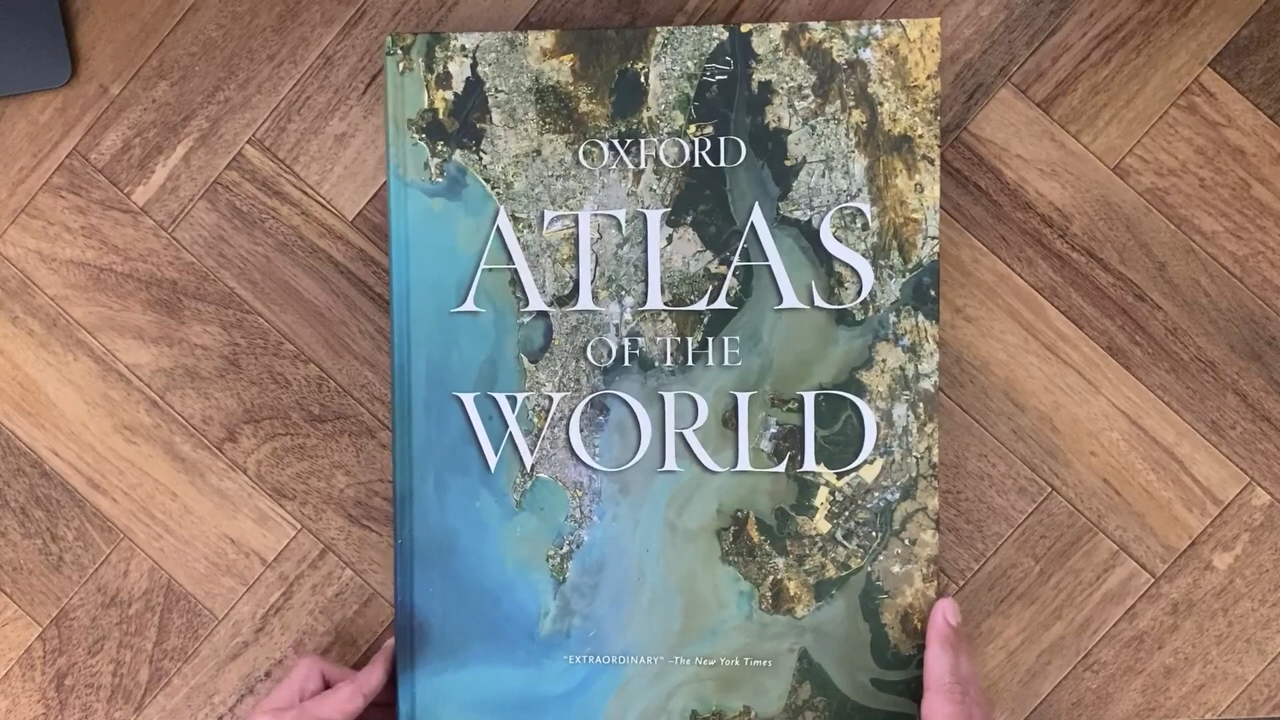 OXFORD
ATLAS
OF THE
WORLD
"EXTRAORDINARY" –The New York Times